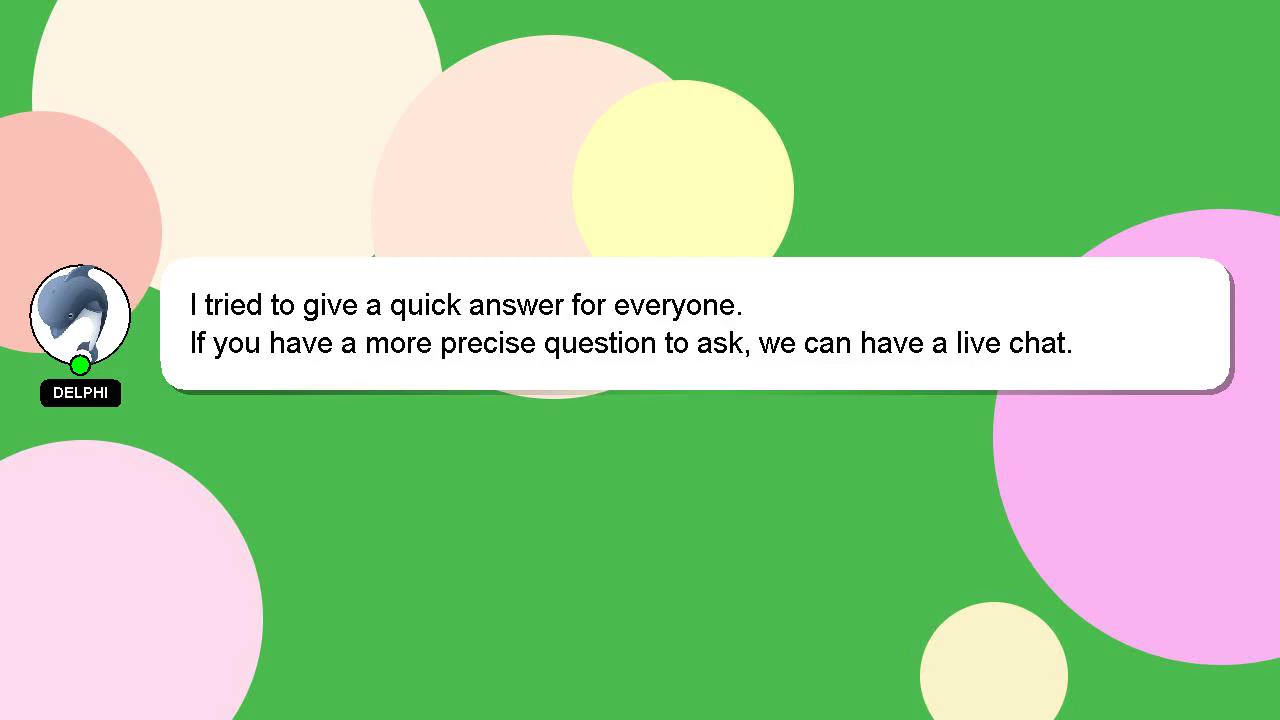 I tried to give a quick answer for everyone.
If you have a more precise question to ask, we can have a live chat.
DELPHI